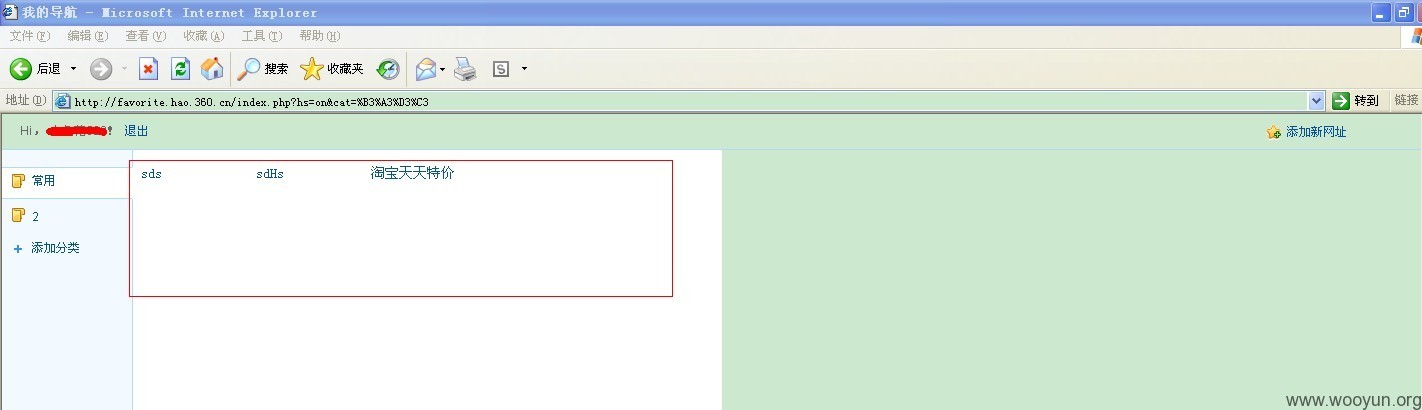 我的导航 - Microsoft Internet Explorer
文件(F) 编辑(E) 查看(V) 收藏(A) 工具(T) 帮助(H)
后退 搜索 收藏夹 S
地址(D) http://favorite.hao.360.cn/index.php?hs=on&cat=%B3%A3%D3%C3 转到 链接
Hi, ! 退出 添加新网址
常用 sds sdHs 淘宝天天特价
2
+ 添加分类
www.wooyun.org